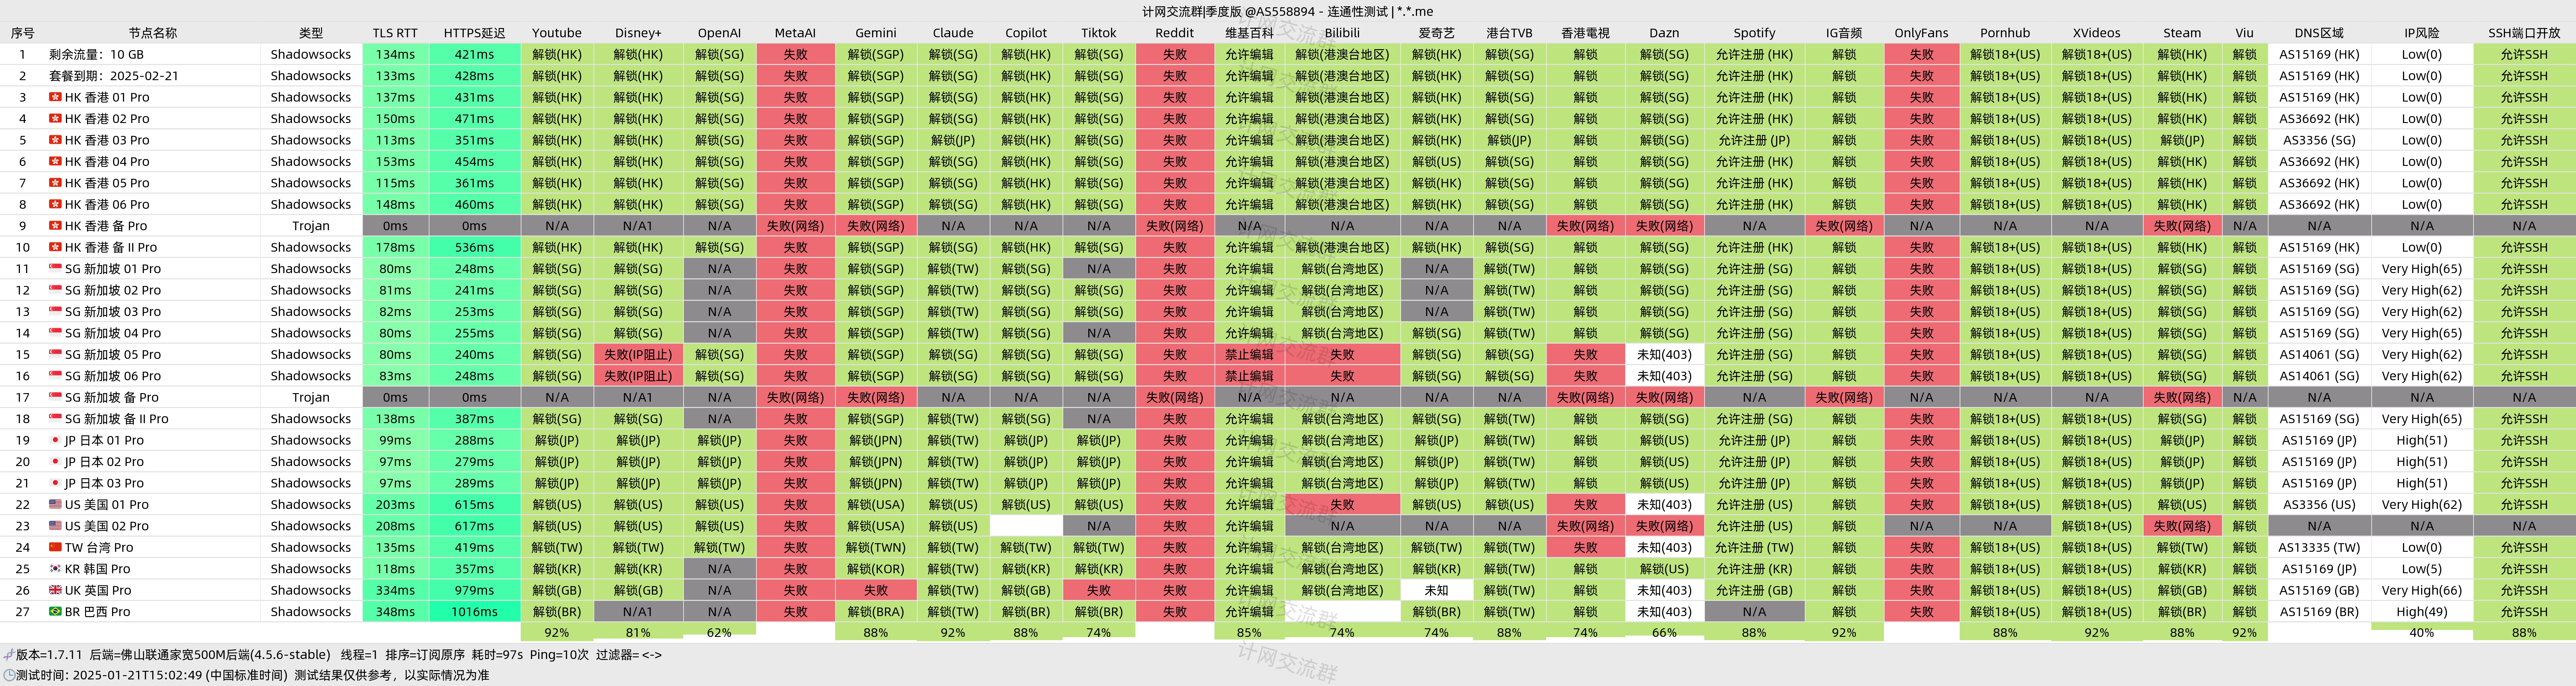 计网交流群|季度版 @AS558894 - 连通性测试 | *.*.me
序号 节点名称 类型 TLS RTT HTTPS延迟 Youtube Disney+ OpenAI MetaAI Gemini Claude Copilot Tiktok Reddit 维基百科 Bilibili 爱奇艺 港台TVB 香港電視 Dazn Spotify IG音频 OnlyFans Pornhub XVideos Steam Viu DNS区域 IP风险 SSH端口开放
1 剩余流量：10 GB Shadowsocks 134ms 421ms 解锁(HK) 解锁(HK) 解锁(SG) 失败 解锁(SGP) 解锁(SG) 解锁(HK) 解锁(SG) 失败 允许编辑 解锁(港澳台地区) 解锁(HK) 解锁(SG) 解锁 解锁(SG) 允许注册 (HK) 解锁 失败 解锁18+(US) 解锁18+(US) 解锁(HK) 解锁 AS15169 (HK) Low(0) 允许SSH
2 套餐到期：2025-02-21 Shadowsocks 133ms 428ms 解锁(HK) 解锁(HK) 解锁(SG) 失败 解锁(SGP) 解锁(SG) 解锁(HK) 解锁(SG) 失败 允许编辑 解锁(港澳台地区) 解锁(HK) 解锁(SG) 解锁 解锁(SG) 允许注册 (HK) 解锁 失败 解锁18+(US) 解锁18+(US) 解锁(HK) 解锁 AS15169 (HK) Low(0) 允许SSH
3 HK 香港 01 Pro Shadowsocks 137ms 431ms 解锁(HK) 解锁(HK) 解锁(SG) 失败 解锁(SGP) 解锁(SG) 解锁(HK) 解锁(SG) 失败 允许编辑 解锁(港澳台地区) 解锁(HK) 解锁(SG) 解锁 解锁(SG) 允许注册 (HK) 解锁 失败 解锁18+(US) 解锁18+(US) 解锁(HK) 解锁 AS15169 (HK) Low(0) 允许SSH
4 HK 香港 02 Pro Shadowsocks 150ms 471ms 解锁(HK) 解锁(HK) 解锁(SG) 失败 解锁(SGP) 解锁(SG) 解锁(HK) 解锁(SG) 失败 允许编辑 解锁(港澳台地区) 解锁(HK) 解锁(SG) 解锁 解锁(SG) 允许注册 (HK) 解锁 失败 解锁18+(US) 解锁18+(US) 解锁(HK) 解锁 AS36692 (HK) Low(0) 允许SSH
5 HK 香港 03 Pro Shadowsocks 113ms 351ms 解锁(HK) 解锁(HK) 解锁(SG) 失败 解锁(SGP) 解锁(JP) 解锁(HK) 解锁(SG) 失败 允许编辑 解锁(港澳台地区) 解锁(HK) 解锁(JP) 解锁 解锁(SG) 允许注册 (JP) 解锁 失败 解锁18+(US) 解锁18+(US) 解锁(JP) 解锁 AS3356 (SG) Low(0) 允许SSH
6 HK 香港 04 Pro Shadowsocks 153ms 454ms 解锁(HK) 解锁(HK) 解锁(SG) 失败 解锁(SGP) 解锁(SG) 解锁(HK) 解锁(SG) 失败 允许编辑 解锁(港澳台地区) 解锁(US) 解锁(SG) 解锁 解锁(SG) 允许注册 (HK) 解锁 失败 解锁18+(US) 解锁18+(US) 解锁(HK) 解锁 AS36692 (HK) Low(0) 允许SSH
7 HK 香港 05 Pro Shadowsocks 115ms 361ms 解锁(HK) 解锁(HK) 解锁(SG) 失败 解锁(SGP) 解锁(SG) 解锁(HK) 解锁(SG) 失败 允许编辑 解锁(港澳台地区) 解锁(HK) 解锁(SG) 解锁 解锁(SG) 允许注册 (HK) 解锁 失败 解锁18+(US) 解锁18+(US) 解锁(HK) 解锁 AS36692 (HK) Low(0) 允许SSH
8 HK 香港 06 Pro Shadowsocks 148ms 460ms 解锁(HK) 解锁(HK) 解锁(SG) 失败 解锁(SGP) 解锁(SG) 解锁(HK) 解锁(SG) 失败 允许编辑 解锁(港澳台地区) 解锁(HK) 解锁(SG) 解锁 解锁(SG) 允许注册 (HK) 解锁 失败 解锁18+(US) 解锁18+(US) 解锁(HK) 解锁 AS36692 (HK) Low(0) 允许SSH
9 HK 香港 备 Pro Trojan 0ms 0ms N/A N/A1 N/A 失败(网络) 失败(网络) N/A N/A N/A 失败(网络) N/A N/A N/A N/A 失败(网络) 失败(网络) N/A 失败(网络) N/A N/A N/A 失败(网络) N/A N/A N/A N/A
10 HK 香港 备 II Pro Shadowsocks 178ms 536ms 解锁(HK) 解锁(HK) 解锁(SG) 失败 解锁(SGP) 解锁(SG) 解锁(HK) 解锁(SG) 失败 允许编辑 解锁(港澳台地区) 解锁(HK) 解锁(SG) 解锁 解锁(SG) 允许注册 (HK) 解锁 失败 解锁18+(US) 解锁18+(US) 解锁(HK) 解锁 AS15169 (HK) Low(0) 允许SSH
11 SG 新加坡 01 Pro Shadowsocks 80ms 248ms 解锁(SG) 解锁(SG) N/A 失败 解锁(SGP) 解锁(TW) 解锁(SG) N/A 失败 允许编辑 解锁(台湾地区) N/A 解锁(TW) 解锁 解锁(SG) 允许注册 (SG) 解锁 失败 解锁18+(US) 解锁18+(US) 解锁(SG) 解锁 AS15169 (SG) Very High(65) 允许SSH
12 SG 新加坡 02 Pro Shadowsocks 81ms 241ms 解锁(SG) 解锁(SG) N/A 失败 解锁(SGP) 解锁(TW) 解锁(SG) 解锁(SG) 失败 允许编辑 解锁(台湾地区) N/A 解锁(TW) 解锁 解锁(SG) 允许注册 (SG) 解锁 失败 解锁18+(US) 解锁18+(US) 解锁(SG) 解锁 AS15169 (SG) Very High(62) 允许SSH
13 SG 新加坡 03 Pro Shadowsocks 82ms 253ms 解锁(SG) 解锁(SG) N/A 失败 解锁(SGP) 解锁(TW) 解锁(SG) 解锁(SG) 失败 允许编辑 解锁(台湾地区) N/A 解锁(TW) 解锁 解锁(SG) 允许注册 (SG) 解锁 失败 解锁18+(US) 解锁18+(US) 解锁(SG) 解锁 AS15169 (SG) Very High(62) 允许SSH
14 SG 新加坡 04 Pro Shadowsocks 80ms 255ms 解锁(SG) 解锁(SG) N/A 失败 解锁(SGP) 解锁(TW) 解锁(SG) N/A 失败 允许编辑 解锁(台湾地区) 解锁(SG) 解锁(TW) 解锁 解锁(SG) 允许注册 (SG) 解锁 失败 解锁18+(US) 解锁18+(US) 解锁(SG) 解锁 AS15169 (SG) Very High(65) 允许SSH
15 SG 新加坡 05 Pro Shadowsocks 80ms 240ms 解锁(SG) 失败(IP阻止) 解锁(SG) 失败 解锁(SGP) 解锁(SG) 解锁(SG) 解锁(SG) 失败 禁止编辑 失败 解锁(SG) 解锁(SG) 失败 未知(403) 允许注册 (SG) 解锁 失败 解锁18+(US) 解锁18+(US) 解锁(SG) 解锁 AS14061 (SG) Very High(62) 允许SSH
16 SG 新加坡 06 Pro Shadowsocks 83ms 248ms 解锁(SG) 失败(IP阻止) 解锁(SG) 失败 解锁(SGP) 解锁(SG) 解锁(SG) 解锁(SG) 失败 禁止编辑 失败 解锁(SG) 解锁(SG) 失败 未知(403) 允许注册 (SG) 解锁 失败 解锁18+(US) 解锁18+(US) 解锁(SG) 解锁 AS14061 (SG) Very High(62) 允许SSH
17 SG 新加坡 备 Pro Trojan 0ms 0ms N/A N/A1 N/A 失败(网络) 失败(网络) N/A N/A N/A 失败(网络) N/A N/A N/A N/A 失败(网络) 失败(网络) N/A 失败(网络) N/A N/A N/A 失败(网络) N/A N/A N/A N/A
18 SG 新加坡 备 II Pro Shadowsocks 138ms 387ms 解锁(SG) 解锁(SG) N/A 失败 解锁(SGP) 解锁(TW) 解锁(SG) N/A 失败 允许编辑 解锁(台湾地区) 解锁(SG) 解锁(TW) 解锁 解锁(SG) 允许注册 (SG) 解锁 失败 解锁18+(US) 解锁18+(US) 解锁(SG) 解锁 AS15169 (SG) Very High(65) 允许SSH
19 JP 日本 01 Pro Shadowsocks 99ms 288ms 解锁(JP) 解锁(JP) 解锁(JP) 失败 解锁(JPN) 解锁(TW) 解锁(JP) 解锁(JP) 失败 允许编辑 解锁(台湾地区) 解锁(JP) 解锁(TW) 解锁 解锁(US) 允许注册 (JP) 解锁 失败 解锁18+(US) 解锁18+(US) 解锁(JP) 解锁 AS15169 (JP) High(51) 允许SSH
20 JP 日本 02 Pro Shadowsocks 97ms 279ms 解锁(JP) 解锁(JP) 解锁(JP) 失败 解锁(JPN) 解锁(TW) 解锁(JP) 解锁(JP) 失败 允许编辑 解锁(台湾地区) 解锁(JP) 解锁(TW) 解锁 解锁(US) 允许注册 (JP) 解锁 失败 解锁18+(US) 解锁18+(US) 解锁(JP) 解锁 AS15169 (JP) High(51) 允许SSH
21 JP 日本 03 Pro Shadowsocks 97ms 289ms 解锁(JP) 解锁(JP) 解锁(JP) 失败 解锁(JPN) 解锁(TW) 解锁(JP) 解锁(JP) 失败 允许编辑 解锁(台湾地区) 解锁(JP) 解锁(TW) 解锁 解锁(US) 允许注册 (JP) 解锁 失败 解锁18+(US) 解锁18+(US) 解锁(JP) 解锁 AS15169 (JP) High(51) 允许SSH
22 US 美国 01 Pro Shadowsocks 203ms 615ms 解锁(US) 解锁(US) 解锁(US) 失败 解锁(USA) 解锁(US) 解锁(US) 解锁(US) 失败 允许编辑 失败 解锁(US) 解锁(US) 失败 未知(403) 允许注册 (US) 解锁 失败 解锁18+(US) 解锁18+(US) 解锁(US) 解锁 AS3356 (US) Very High(62) 允许SSH
23 US 美国 02 Pro Shadowsocks 208ms 617ms 解锁(US) 解锁(US) 解锁(US) 失败 解锁(USA) 解锁(US) N/A 失败 允许编辑 N/A N/A N/A 失败(网络) 失败(网络) 允许注册 (US) 解锁 N/A N/A 解锁18+(US) 失败(网络) 解锁 N/A N/A N/A
24 TW 台湾 Pro Shadowsocks 135ms 419ms 解锁(TW) 解锁(TW) 解锁(TW) 失败 解锁(TWN) 解锁(TW) 解锁(TW) 解锁(TW) 失败 允许编辑 解锁(台湾地区) 解锁(TW) 解锁(TW) 失败 未知(403) 允许注册 (TW) 解锁 失败 解锁18+(US) 解锁18+(US) 解锁(TW) 解锁 AS13335 (TW) Low(0) 允许SSH
25 KR 韩国 Pro Shadowsocks 118ms 357ms 解锁(KR) 解锁(KR) N/A 失败 解锁(KOR) 解锁(TW) 解锁(KR) 解锁(KR) 失败 允许编辑 解锁(台湾地区) 解锁(KR) 解锁(TW) 解锁 解锁(US) 允许注册 (KR) 解锁 失败 解锁18+(US) 解锁18+(US) 解锁(KR) 解锁 AS15169 (JP) Low(5) 允许SSH
26 UK 英国 Pro Shadowsocks 334ms 979ms 解锁(GB) 解锁(GB) N/A 失败 失败 解锁(TW) 解锁(GB) 失败 失败 允许编辑 解锁(台湾地区) 未知 解锁(TW) 解锁 未知(403) 允许注册 (GB) 解锁 失败 解锁18+(US) 解锁18+(US) 解锁(GB) 解锁 AS15169 (GB) Very High(66) 允许SSH
27 BR 巴西 Pro Shadowsocks 348ms 1016ms 解锁(BR) N/A1 N/A 失败 解锁(BRA) 解锁(TW) 解锁(BR) 解锁(BR) 失败 允许编辑 解锁(BR) 解锁(TW) 解锁 未知(403) N/A 解锁 失败 解锁18+(US) 解锁18+(US) 解锁(BR) 解锁 AS15169 (BR) High(49) 允许SSH
92% 81% 62% 88% 92% 88% 74% 85% 74% 74% 88% 74% 66% 88% 92% 88% 92% 88% 92% 40% 88%
版本=1.7.11 后端=佛山联通家宽500M后端(4.5.6-stable) 线程=1 排序=订阅原序 耗时=97s Ping=10次 过滤器= <->
测试时间: 2025-01-21T15:02:49 (中国标准时间) 测试结果仅供参考，以实际情况为准
计网交流群